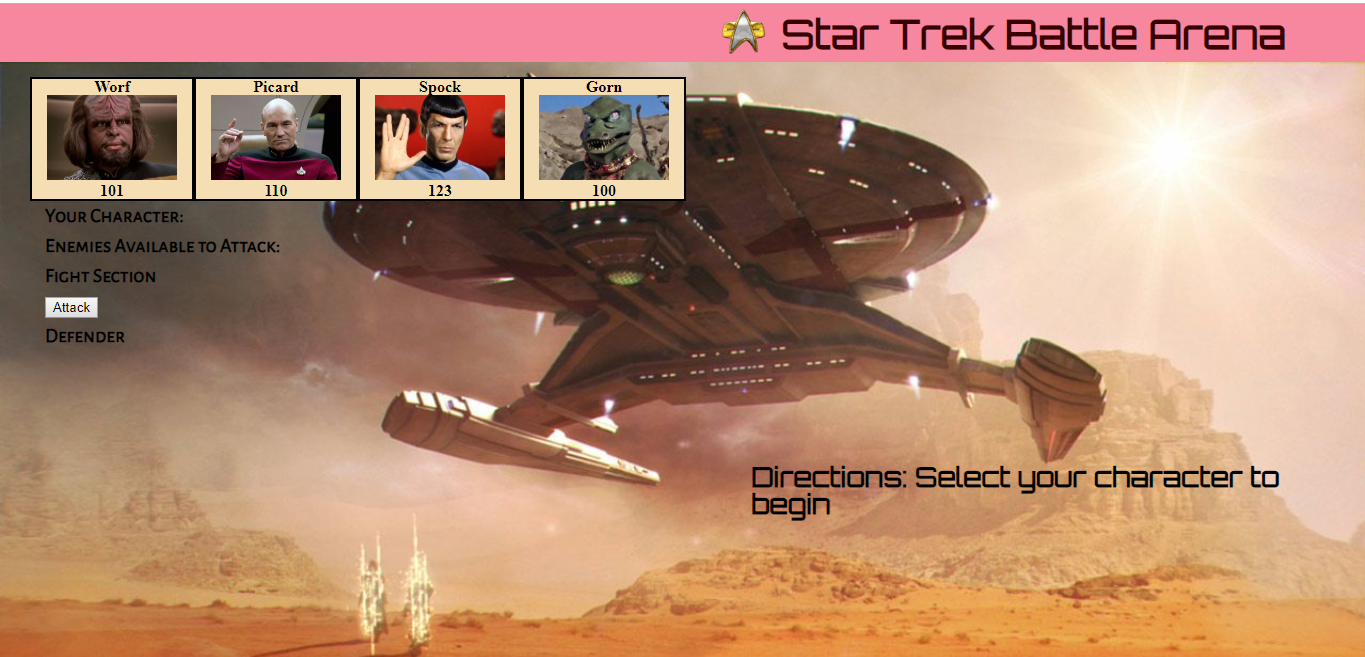 Star Trek Battle Arena
Worf Picard Spock Gorn
101 110 123 100
Your Character:
Enemies Available to Attack:
Fight Section
Attack
Defender
Directions: Select your character to
begin